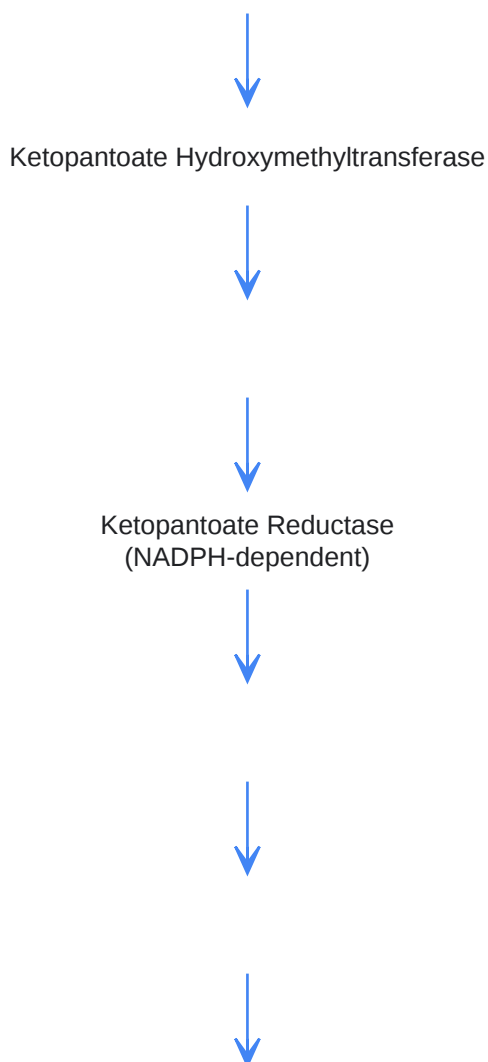 Ketopantoate Hydroxymethyltransferase
Ketopantoate Reductase
(NADPH-dependent)